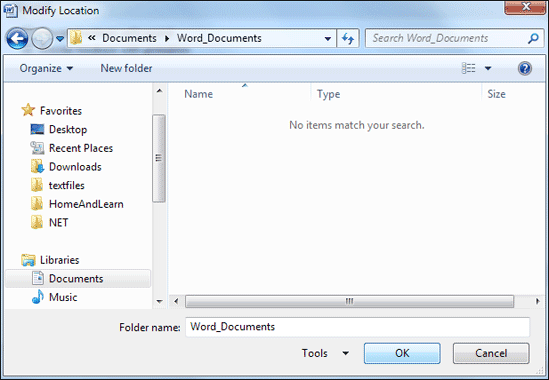 Modify Location
« Documents Word_Documents Search Word_Documents
Organize New folder
Name Type Size
No items match your search.
Favorites
Desktop
Recent Places
Downloads
textfiles
HomeAndLearn
NET
Libraries
Documents
Music
Folder name: Word_Documents
Tools OK Cancel